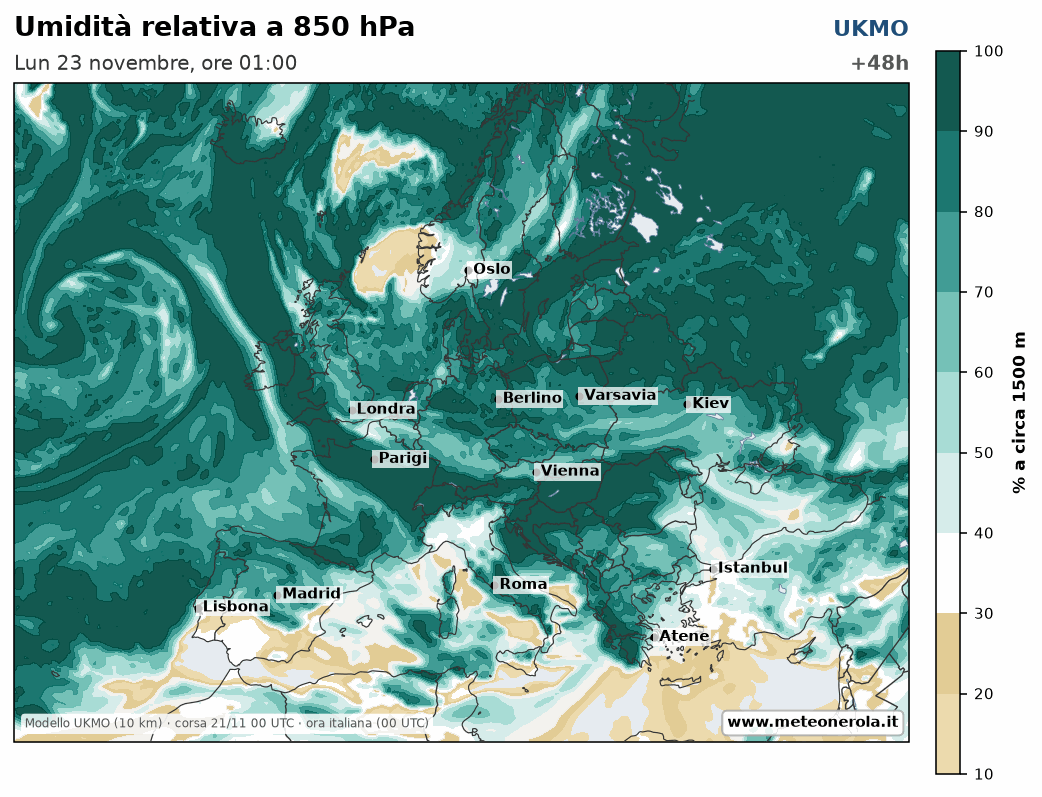 Umidità relativa a 850 hPa
UKMO
Lun 23 novembre, ore 01:00
+48h
100
90
80
70
60
50
40
30
20
10
% a circa 1500 m
Oslo
Berlino
Varsavia
Kiev
Londra
Parigi
Vienna
Istanbul
Roma
Madrid
Lisbona
Atene
Modello UKMO (10 km) · corsa 21/11 00 UTC · ora italiana (00 UTC)
www.meteonerola.it